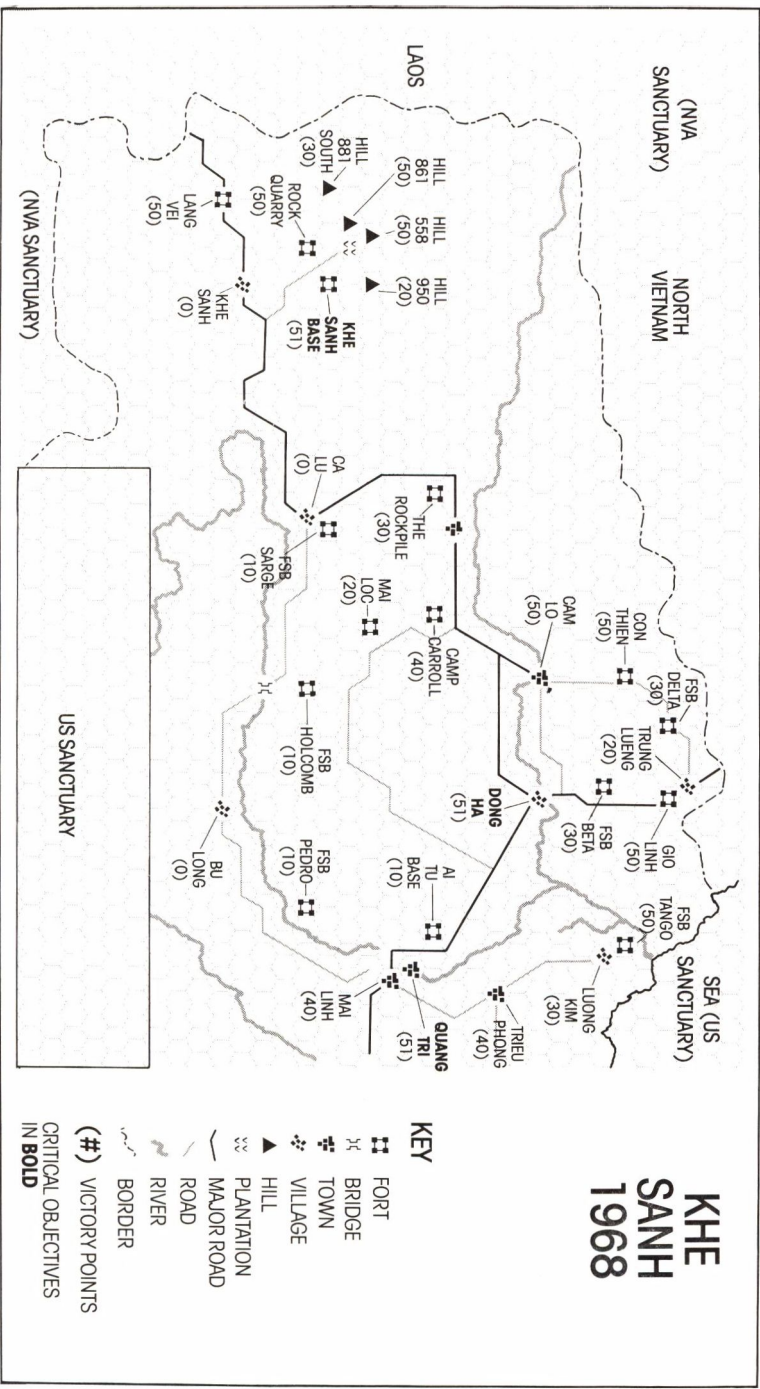 KHE
SANH
1968
(NVA
SANCTUARY)
NORTH
VIETNAM
SEA (US
SANCTUARY)
LAOS
HILL
861
(50)
HILL
558
(50)
HILL
950
(20)
HILL
881
SOUTH
(30)
ROCK
QUARRY
(50)
KHE
SANH
BASE
(51)
LANG
VEI
(50)
KHE
SANH
(0)
(NVA SANCTUARY)
CA
LU
(0)
THE
ROCKPILE
(30)
FSB
SARGE
(10)
MAI
LOC
(20)
CAMP
CARROLL
(40)
CAM
LO
(50)
CON
THIEN
(50)
FSB
DELTA
(30)
TRUNG
LUENG
(20)
GIO
LINH
(50)
FSB
BETA
(30)
DONG
HA
(51)
FSB
TANGO
(50)
LUONG
KIM
(30)
TRIEU
PHONG
(40)
QUANG
TRI
(51)
MAI
LINH
(40)
AI
TU
BASE
(10)
FSB
HOLCOMB
(10)
FSB
PEDRO
(10)
BU
LONG
(0)
US SANCTUARY
KEY
FORT
BRIDGE
TOWN
VILLAGE
HILL
PLANTATION
MAJOR ROAD
ROAD
RIVER
BORDER
(#) VICTORY POINTS
CRITICAL OBJECTIVES
IN BOLD